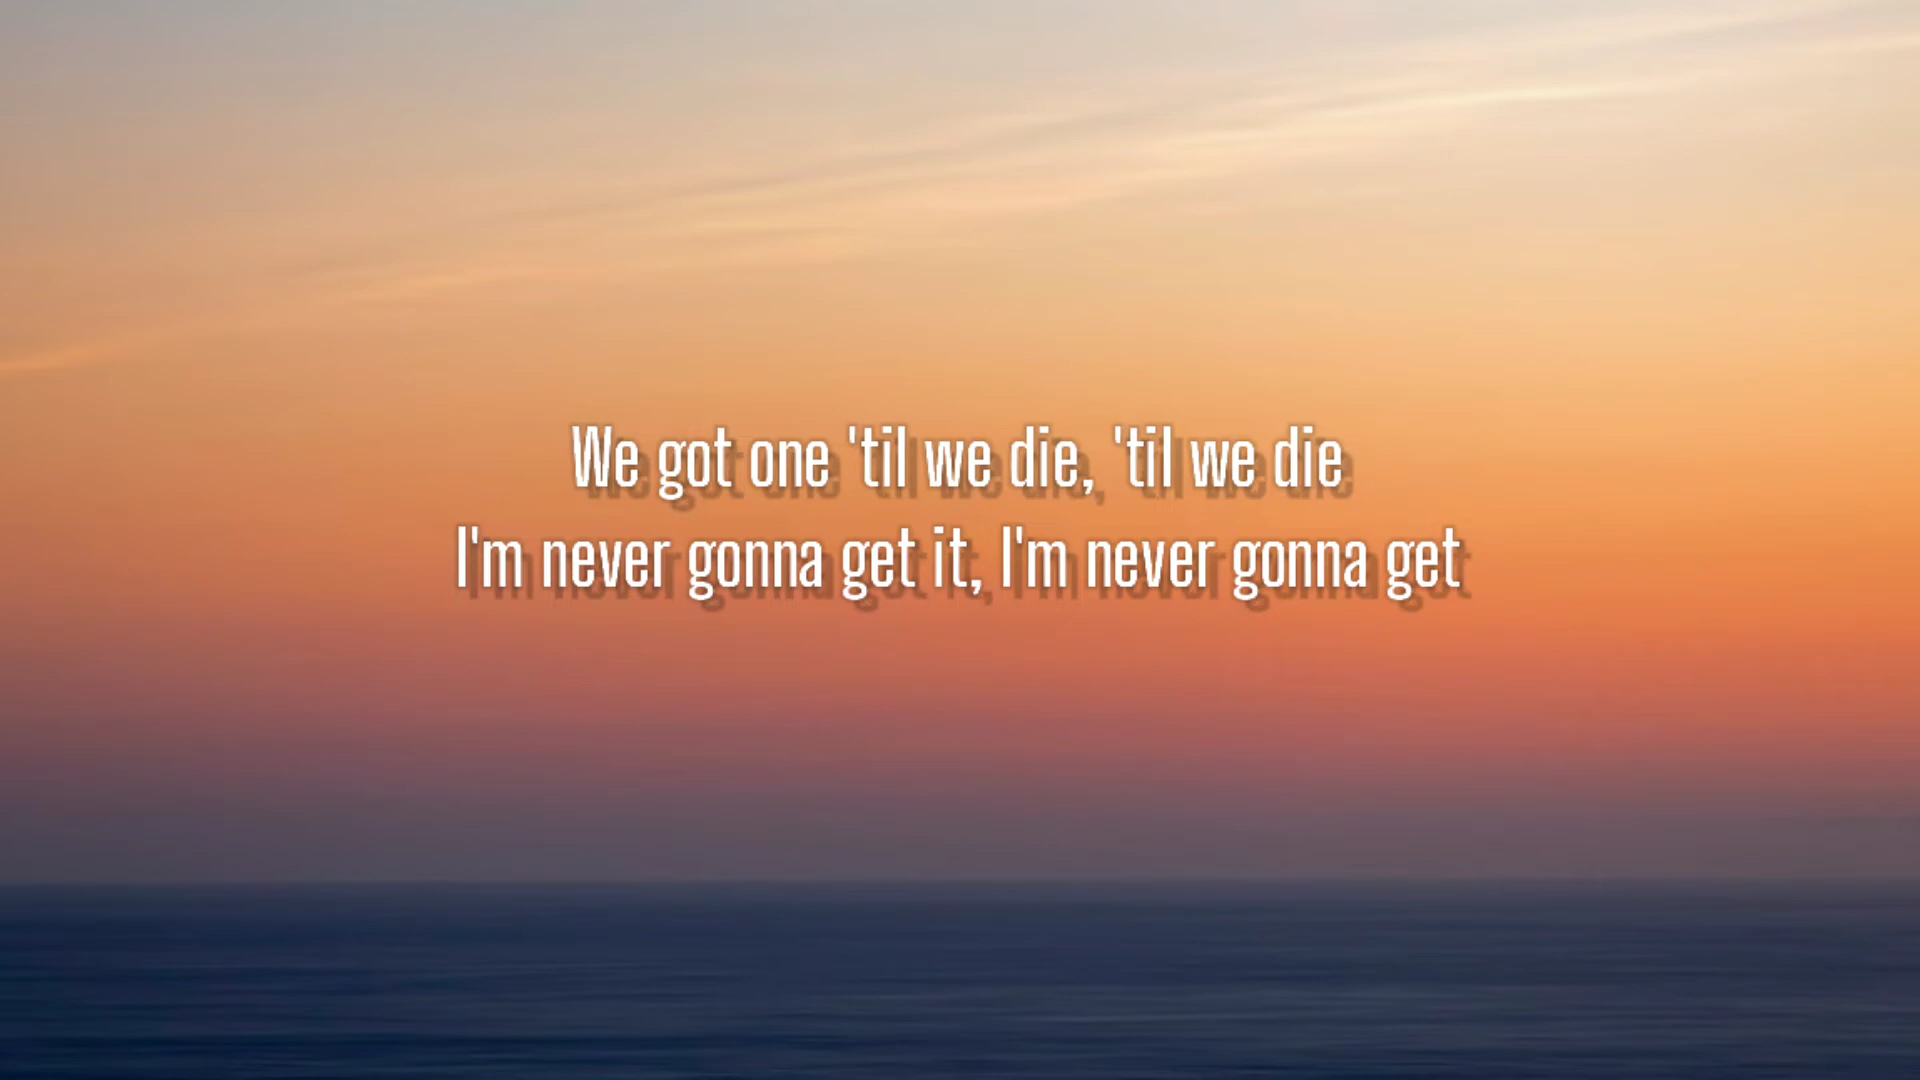 We got one 'til we die, 'til we die
I'm never gonna get it, I'm never gonna get